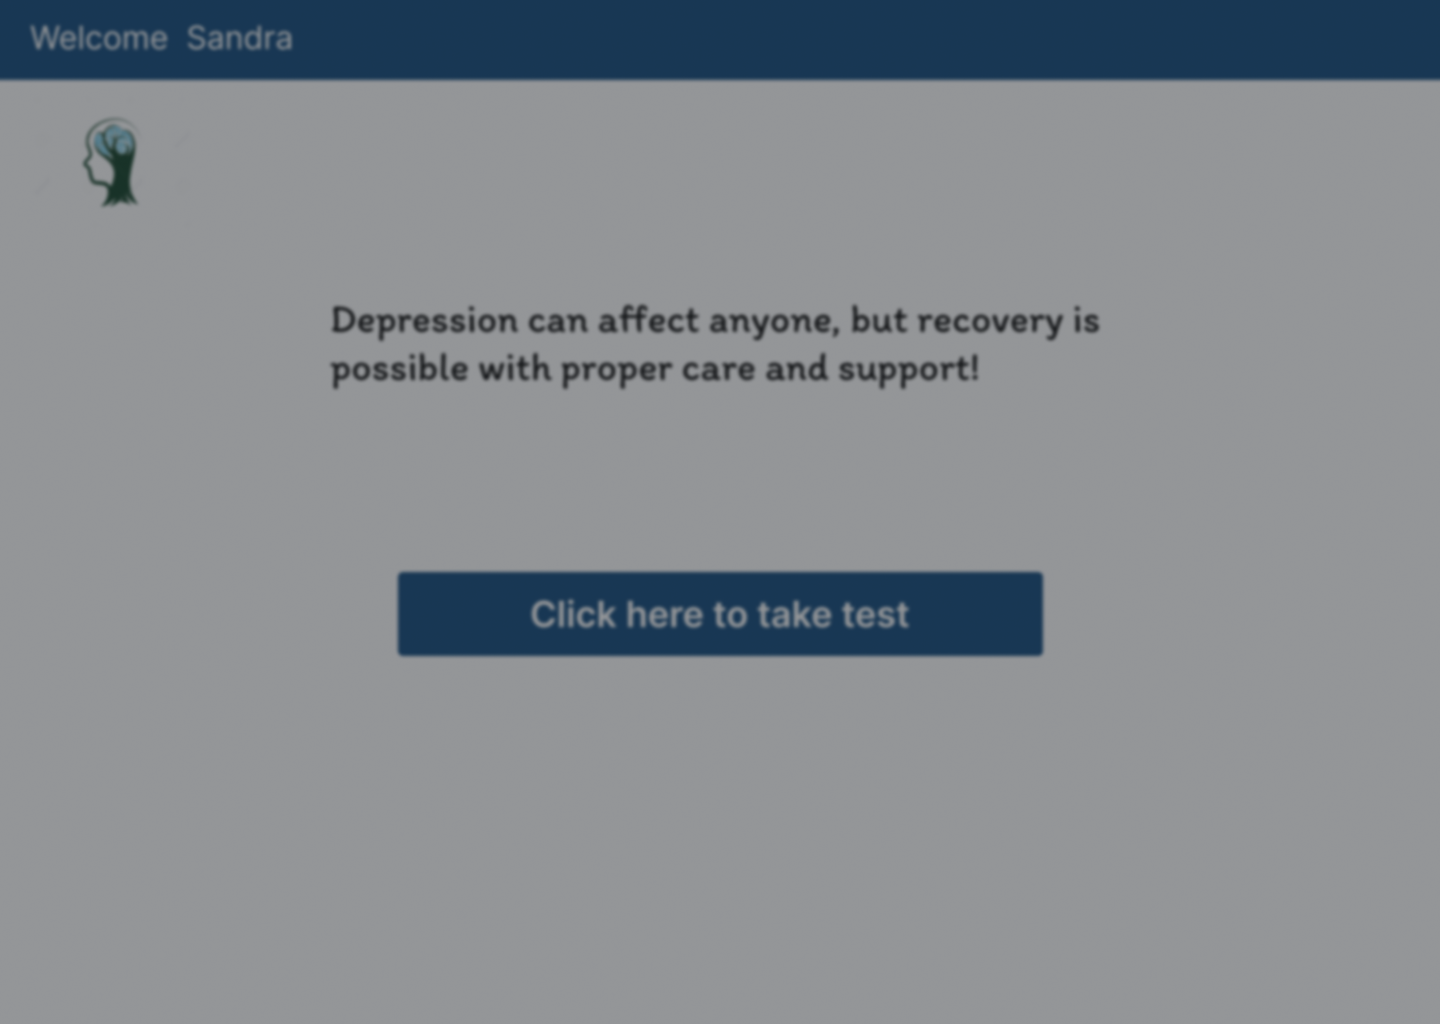 Welcome Sandra
Depression can affect anyone, but recovery is
possible with proper care and support!
Click here to take test